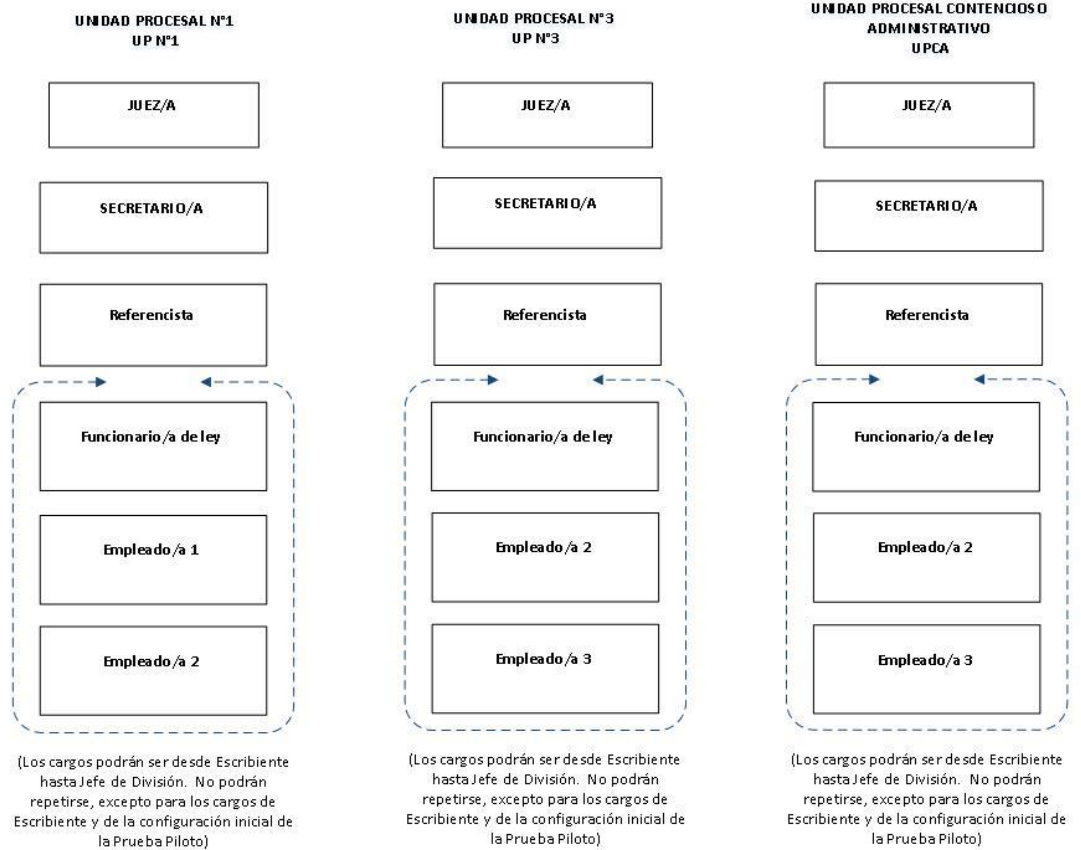 UNIDAD PROCESAL N°1
UP N°1
JUEZ/A
SECRETARIO/A
Referencista
Funcionario/a de ley
Empleado/a 1
Empleado/a 2
(Los cargos podrán ser desde Escribiente
hasta Jefe de División. No podrán
repetirse, excepto para los cargos de
Escribiente y de la configuración inicial de
la Prueba Piloto)
UNIDAD PROCESAL N°3
UP N°3
JUEZ/A
SECRETARIO/A
Referencista
Funcionario/a de ley
Empleado/a 2
Empleado/a 3
(Los cargos podrán ser desde Escribiente
hasta Jefe de División. No podrán
repetirse, excepto para los cargos de
Escribiente y de la configuración inicial de
la Prueba Piloto)
UNIDAD PROCESAL CONTENCIOSO
ADMINISTRATIVO
UPCA
JUEZ/A
SECRETARIO/A
Referencista
Funcionario/a de ley
Empleado/a 2
Empleado/a 3
(Los cargos podrán ser desde Escribiente
hasta Jefe de División. No podrán
repetirse, excepto para los cargos de
Escribiente y de la configuración inicial de
la Prueba Piloto)